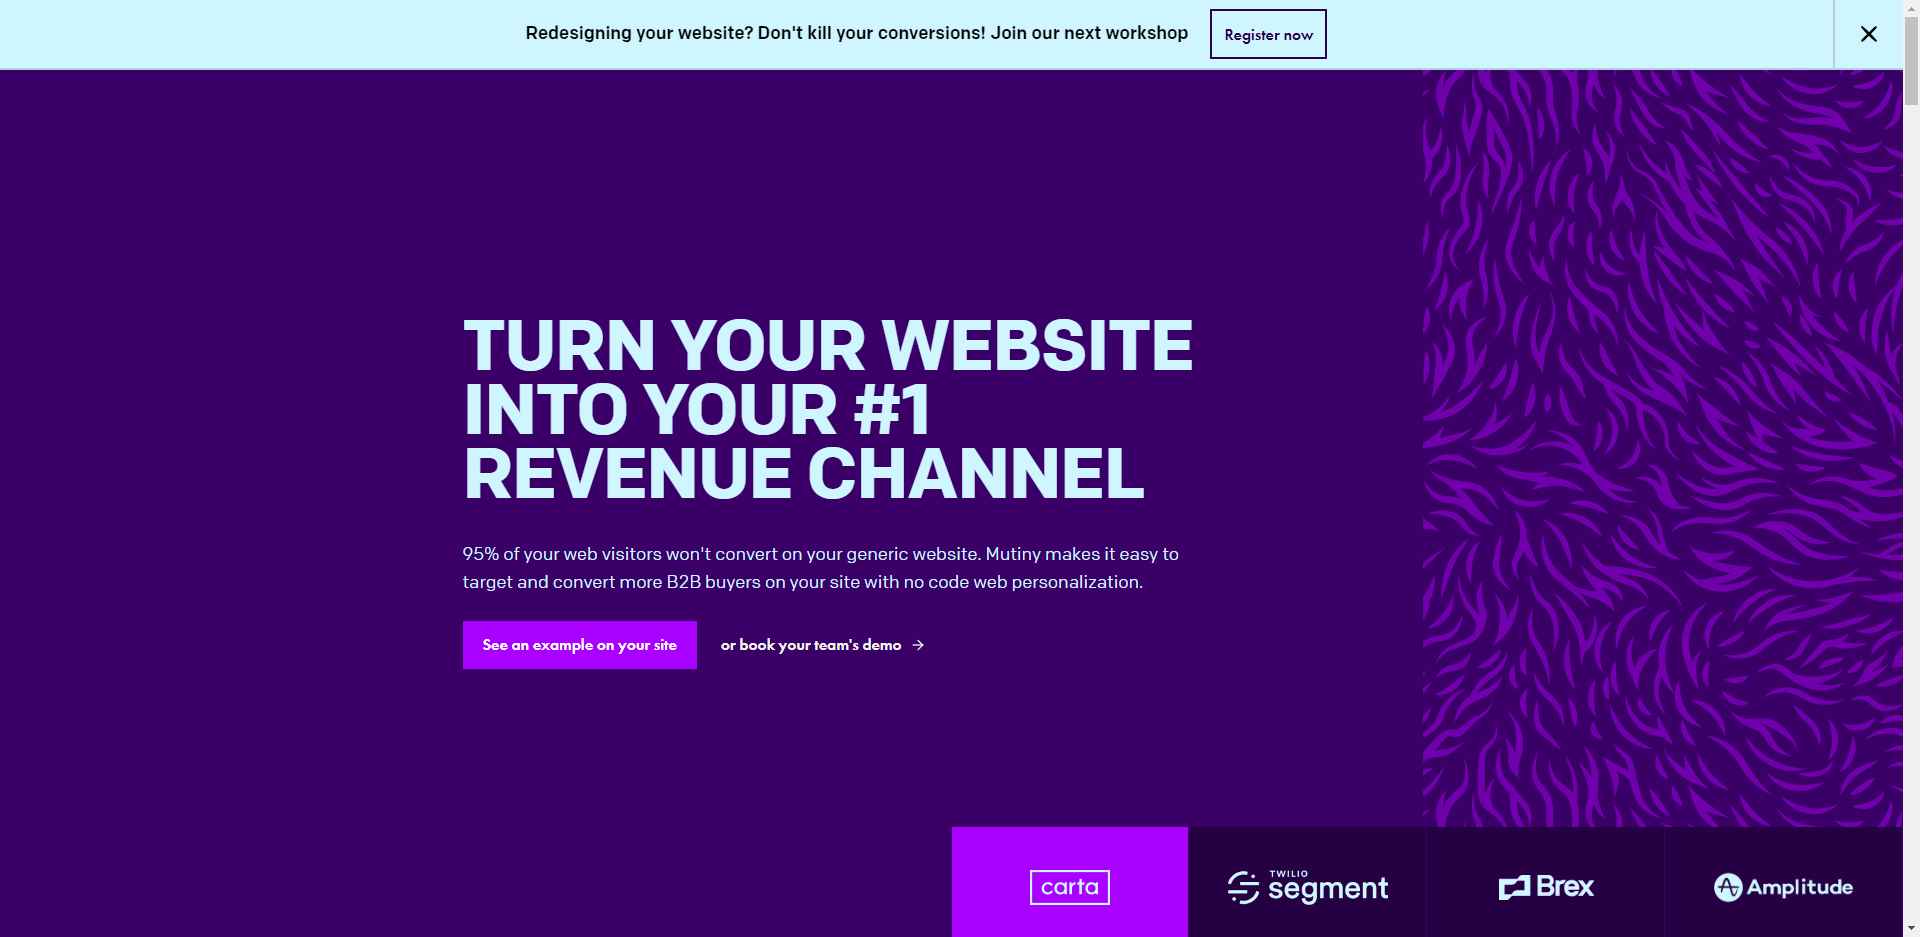 Redesigning your website? Don't kill your conversions! Join our next workshop
Register now
TURN YOUR WEBSITE
INTO YOUR #1
REVENUE CHANNEL
95% of your web visitors won't convert on your generic website. Mutiny makes it easy to
target and convert more B2B buyers on your site with no code web personalization.
See an example on your site
or book your team's demo →
carta
TWILIO
segment
Brex
Amplitude